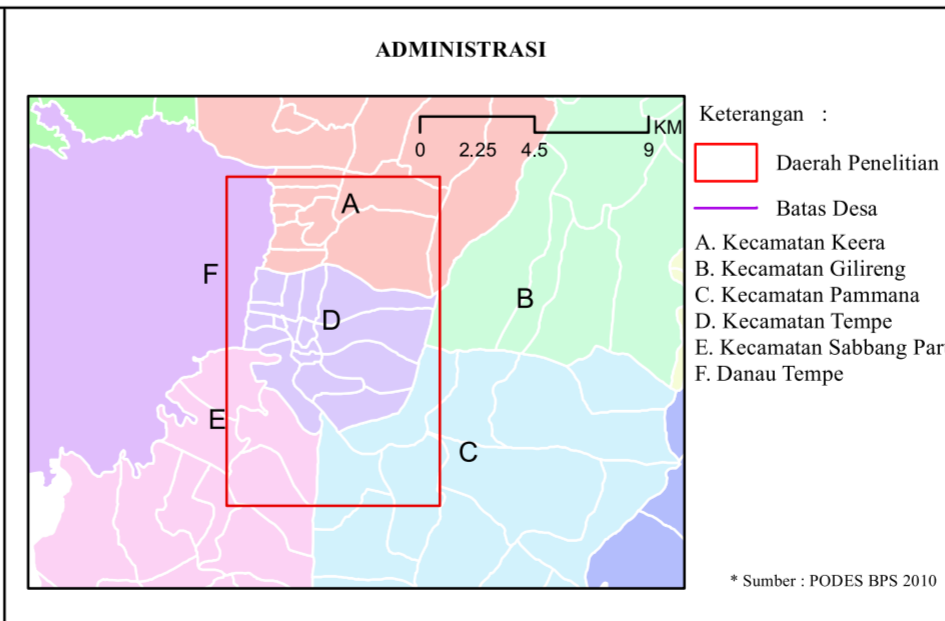 ADMINISTRASI
KM
0 2.25 4.5 9
A
F
B
D
E
C
Keterangan :
Daerah Penelitian
Batas Desa
A. Kecamatan Keera
B. Kecamatan Gilireng
C. Kecamatan Pammana
D. Kecamatan Tempe
E. Kecamatan Sabbang Par
F. Danau Tempe
* Sumber : PODES BPS 2010